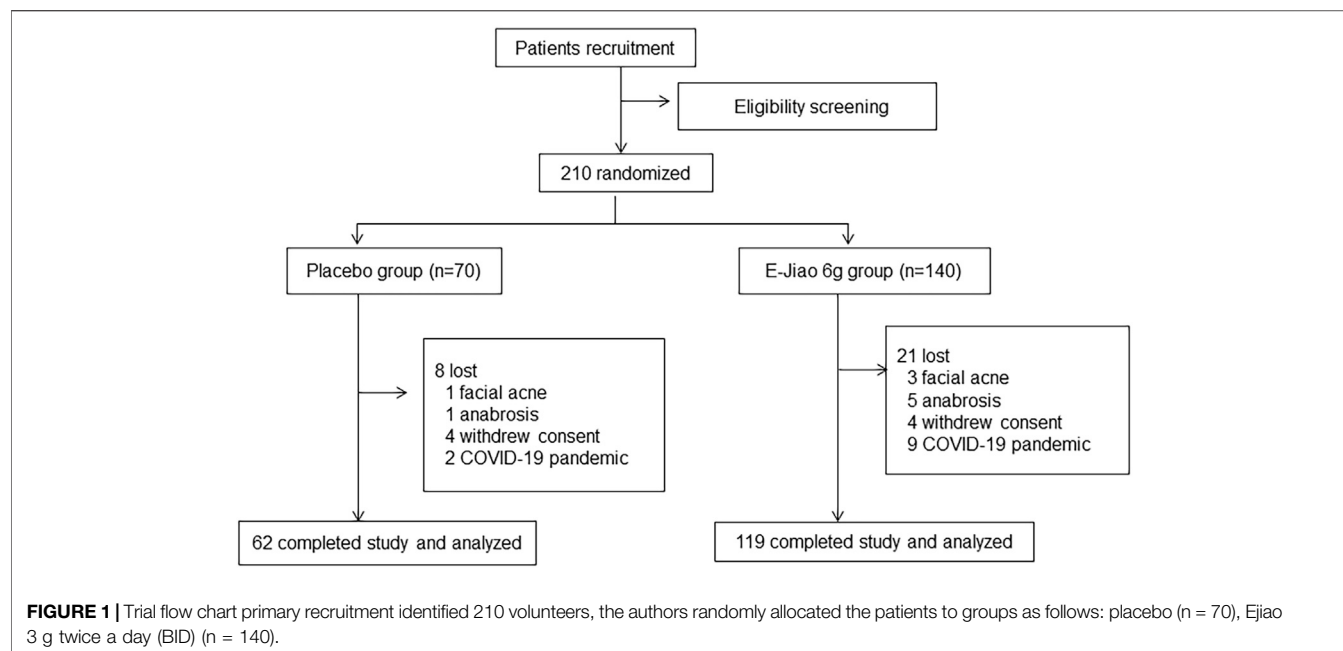 Patients recruitment
Eligibility screening
210 randomized
Placebo group (n=70)
E-Jiao 6g group (n=140)
8 lost
1 facial acne
1 anabrosis
4 withdrew consent
2 COVID-19 pandemic
21 lost
3 facial acne
5 anabrosis
4 withdrew consent
9 COVID-19 pandemic
62 completed study and analyzed
119 completed study and analyzed
FIGURE 1 | Trial flow chart primary recruitment identified 210 volunteers, the authors randomly allocated the patients to groups as follows: placebo (n = 70), Ejiao
3 g twice a day (BID) (n = 140).